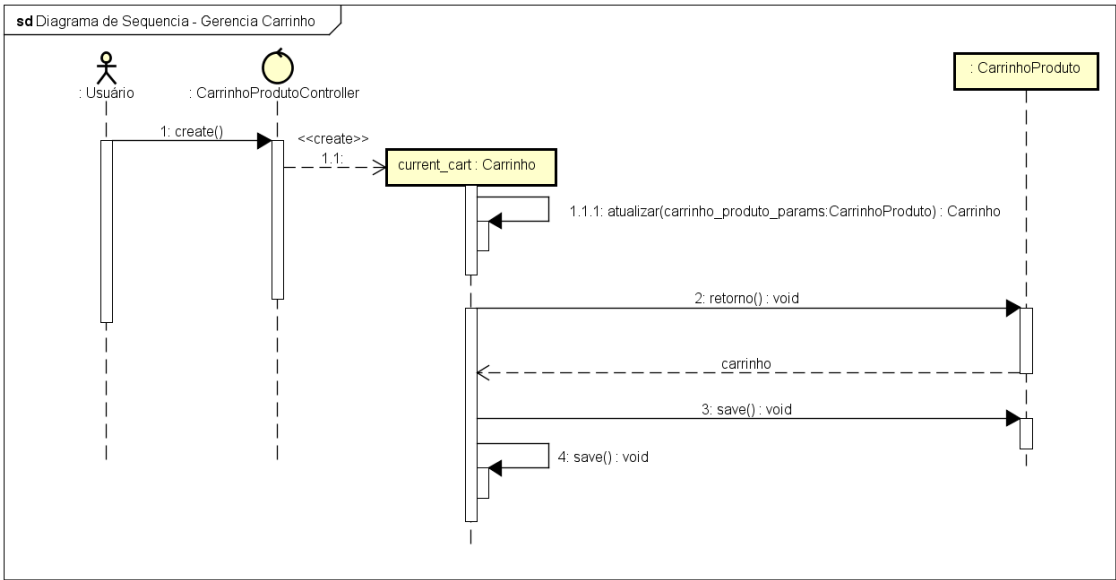 sd Diagrama de Sequencia - Gerencia Carrinho
: Usuário
: CarrinhoProdutoController
: CarrinhoProduto
1: create()
<<create>>
1.1:
current_cart : Carrinho
1.1.1: atualizar(carrinho_produto_params:CarrinhoProduto) : Carrinho
2: retorno() : void
carrinho
3: save() : void
4: save() : void